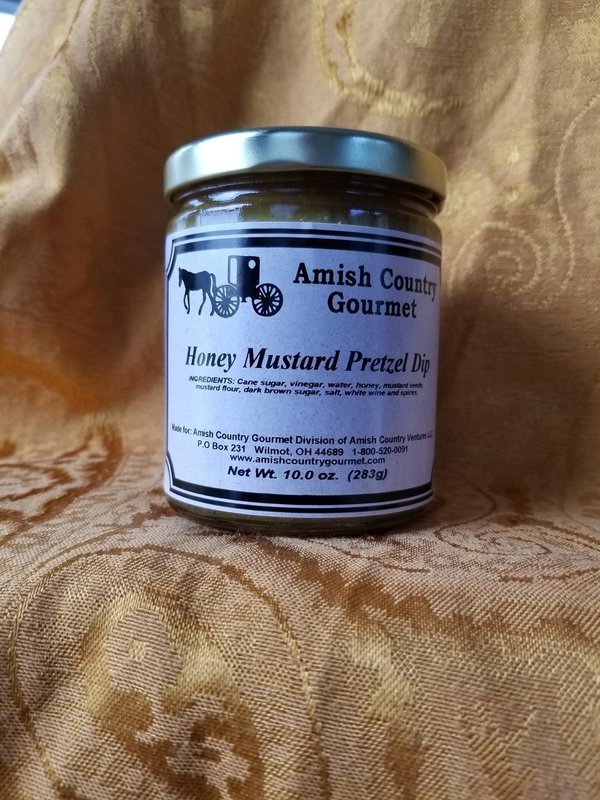 Amish Country
Gourmet
Honey Mustard Pretzel Dip
INGREDIENTS: Cane sugar, vinegar, water, honey, mustard seeds,
mustard flour, dark brown sugar, salt, white wine and spices.
Made for: Amish Country Gourmet Division of Amish Country Ventures
P.O Box 231 Wilmot, OH 44689 1-800-520-0091
www.amishcountrygourmet.com
Net Wt. 10.0 oz. (283g)